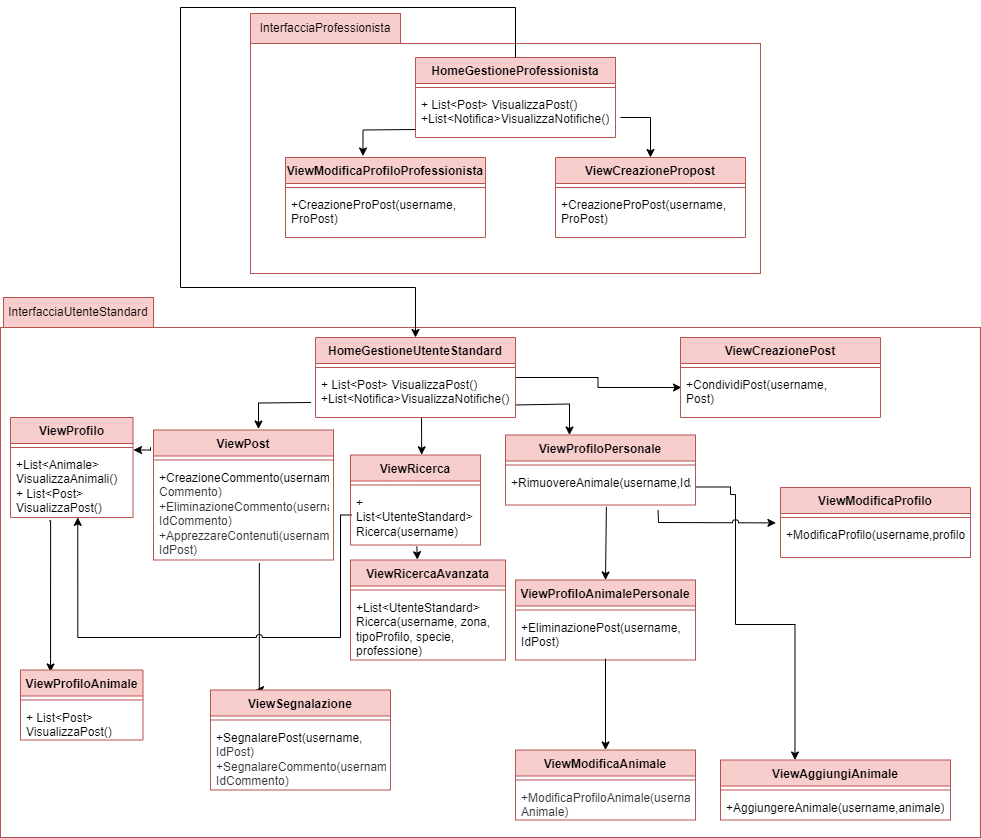 InterfacciaProfessionista
HomeGestioneProfessionista
+ List<Post> VisualizzaPost()
+List<Notifica>VisualizzaNotifiche()
ViewModificaProfiloProfessionista
+CreazioneProPost(username,
ProPost)
ViewCreazionePropost
+CreazioneProPost(username,
ProPost)
InterfacciaUtenteStandard
HomeGestioneUtenteStandard
+ List<Post> VisualizzaPost()
+List<Notifica>VisualizzaNotifiche()
ViewCreazionePost
+CondividiPost(username,
Post)
ViewProfilo
+List<Animale>
VisualizzaAnimali()
+ List<Post>
VisualizzaPost()
ViewPost
+CreazioneCommento(usernam
Commento)
+EliminazioneCommento(userna
IdCommento)
+ApprezzareContenuti(usernam
IdPost)
ViewRicerca
+
List<UtenteStandard>
Ricerca(username)
ViewProfiloPersonale
+RimuovereAnimale(username,Id
ViewModificaProfilo
+ModificaProfilo(username,profilo
ViewRicercaAvanzata
+List<UtenteStandard>
Ricerca(username, zona,
tipoProfilo, specie,
professione)
ViewProfiloAnimalePersonale
+EliminazionePost(username,
IdPost)
ViewProfiloAnimale
+ List<Post>
VisualizzaPost()
ViewSegnalazione
+SegnalarePost(username,
IdPost)
+SegnalareCommento(usernam
IdCommento)
ViewModificaAnimale
+ModificaProfiloAnimale(userna
Animale)
ViewAggiungiAnimale
+AggiungereAnimale(username,animale)